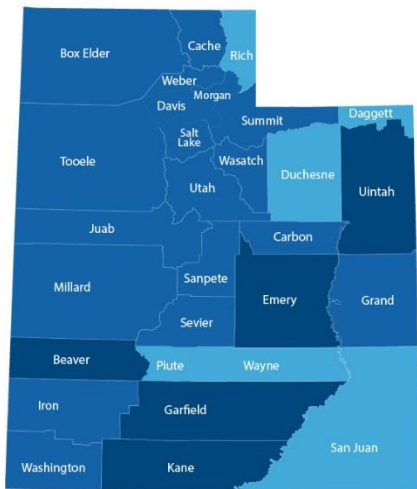 Cache
Box Elder
Rich
Weber
Morgan
Davis
Daggett
Summit
Salt
Lake
Tooele
Wasatch
Duchesne
Utah
Uintah
Juab
Carbon
Sanpete
Millard
Emery
Grand
Sevier
Beaver
Piute
Wayne
Iron
Garfield
San Juan
Washington
Kane